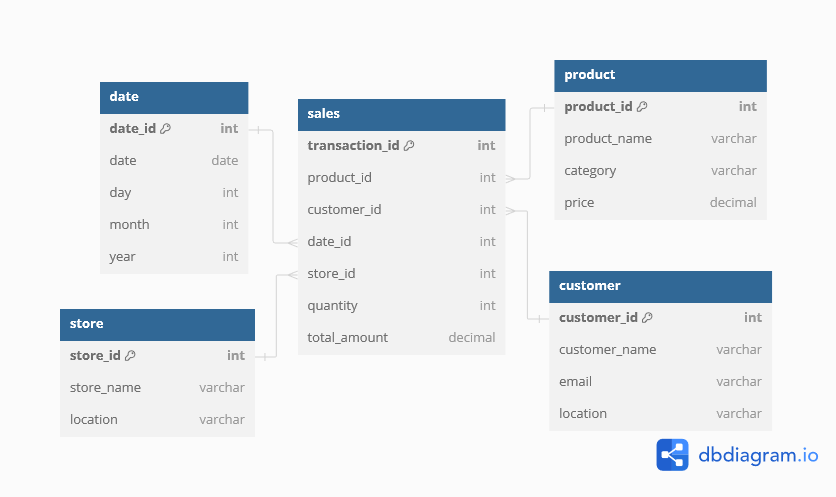 date
date_id int
date date
day int
month int
year int
store
store_id int
store_name varchar
location varchar
sales
transaction_id int
product_id int
customer_id int
date_id int
store_id int
quantity int
total_amount decimal
product
product_id int
product_name varchar
category varchar
price decimal
customer
customer_id int
customer_name varchar
email varchar
location varchar
dbdiagram.io